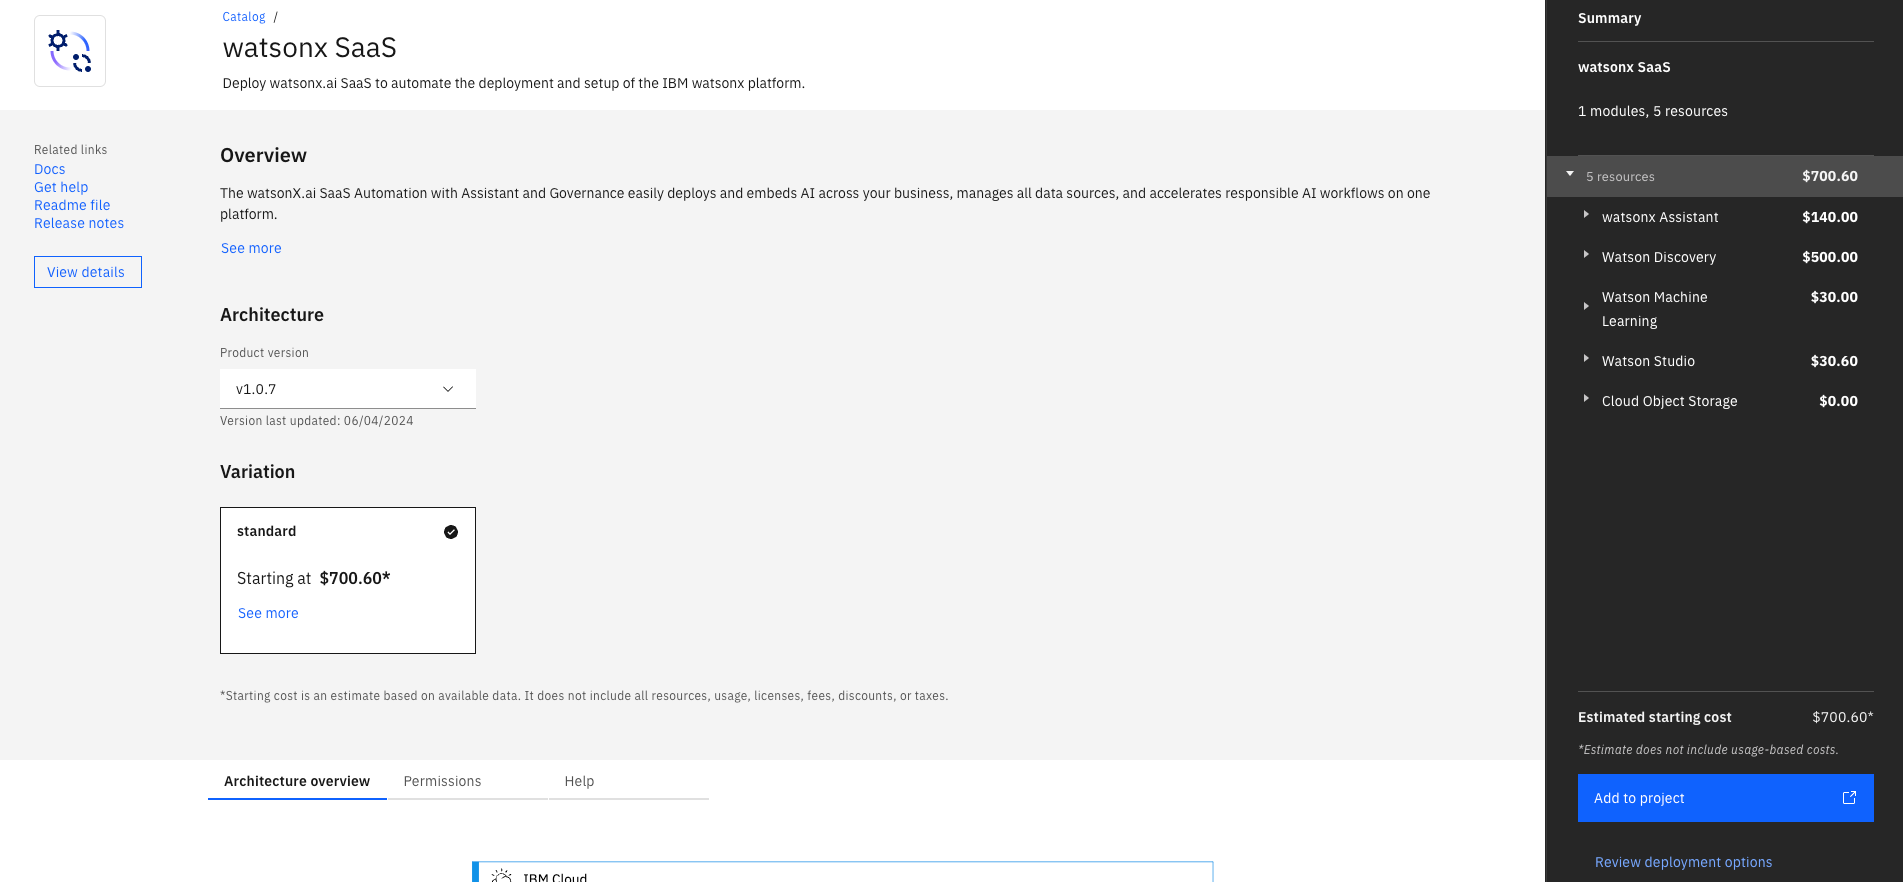 Catalog /
watsonx SaaS
Deploy watsonx.ai SaaS to automate the deployment and setup of the IBM watsonx platform.
Related links
Docs
Get help
Readme file
Release notes
View details
Overview
The watsonX.ai SaaS Automation with Assistant and Governance easily deploys and embeds AI across your business, manages all data sources, and accelerates responsible AI workflows on one
platform.
See more
Architecture
Product version
v1.0.7
Version last updated: 06/04/2024
Variation
standard
Starting at $700.60*
See more
*Starting cost is an estimate based on available data. It does not include all resources, usage, licenses, fees, discounts, or taxes.
Architecture overview Permissions Help
IBM Cloud
Summary
watsonx SaaS
1 modules, 5 resources
5 resources $700.60
watsonx Assistant $140.00
Watson Discovery $500.00
Watson Machine $30.00
Learning
Watson Studio $30.60
Cloud Object Storage $0.00
Estimated starting cost $700.60*
*Estimate does not include usage-based costs.
Add to project
Review deployment options